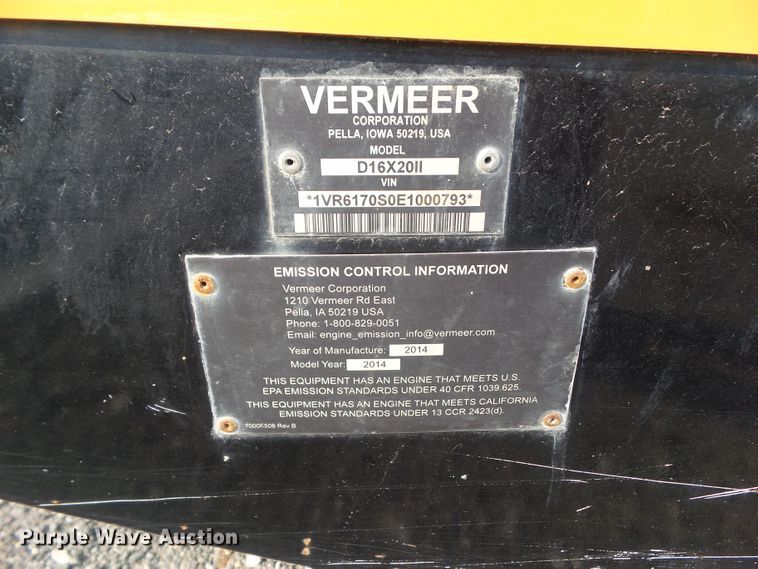 VERMEER
CORPORATION
PELLA, IOWA 50219, USA
MODEL
D16X20II
VIN
*1VR6170S0E1000793*
EMISSION CONTROL INFORMATION
Vermeer Corporation
1210 Vermeer Rd East
Pella, IA 50219 USA
Phone: 1-800-829-0051
Email: engine_emission_info@vermeer.com
Year of Manufacture: 2014
Model Year: 2014
THIS EQUIPMENT HAS AN ENGINE THAT MEETS U.S.
EPA EMISSION STANDARDS UNDER 40 CFR 1039.625.
THIS EQUIPMENT HAS AN ENGINE THAT MEETS CALIFORNIA
EMISSION STANDARDS UNDER 13 CCR 2423(d).
7000F508 Rev B
Purple Wave Auction